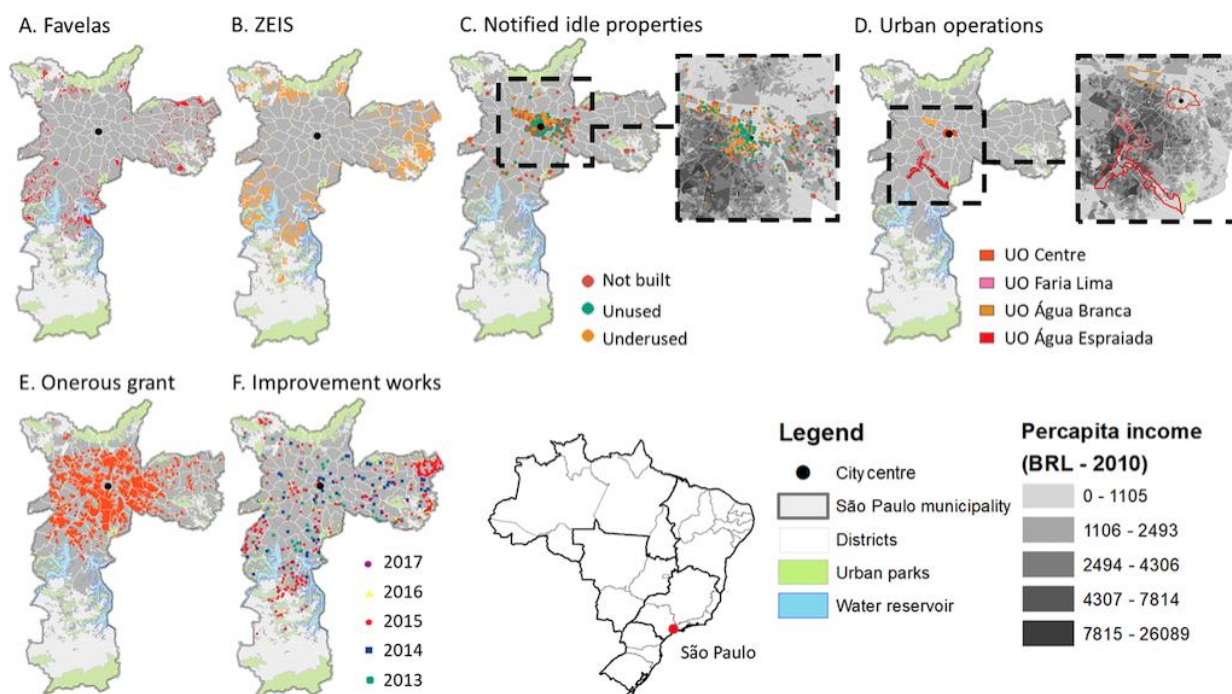 A. Favelas
B. ZEIS
C. Notified idle properties
D. Urban operations
Not built
Unused
Underused
UO Centre
UO Faria Lima
UO Água Branca
UO Água Espraiada
E. Onerous grant
F. Improvement works
2017
2016
2015
2014
2013
São Paulo
Legend
City centre
São Paulo municipality
Districts
Urban parks
Water reservoir
Percapita income
(BRL - 2010)
0 - 1105
1106 - 2493
2494 - 4306
4307 - 7814
7815 - 26089